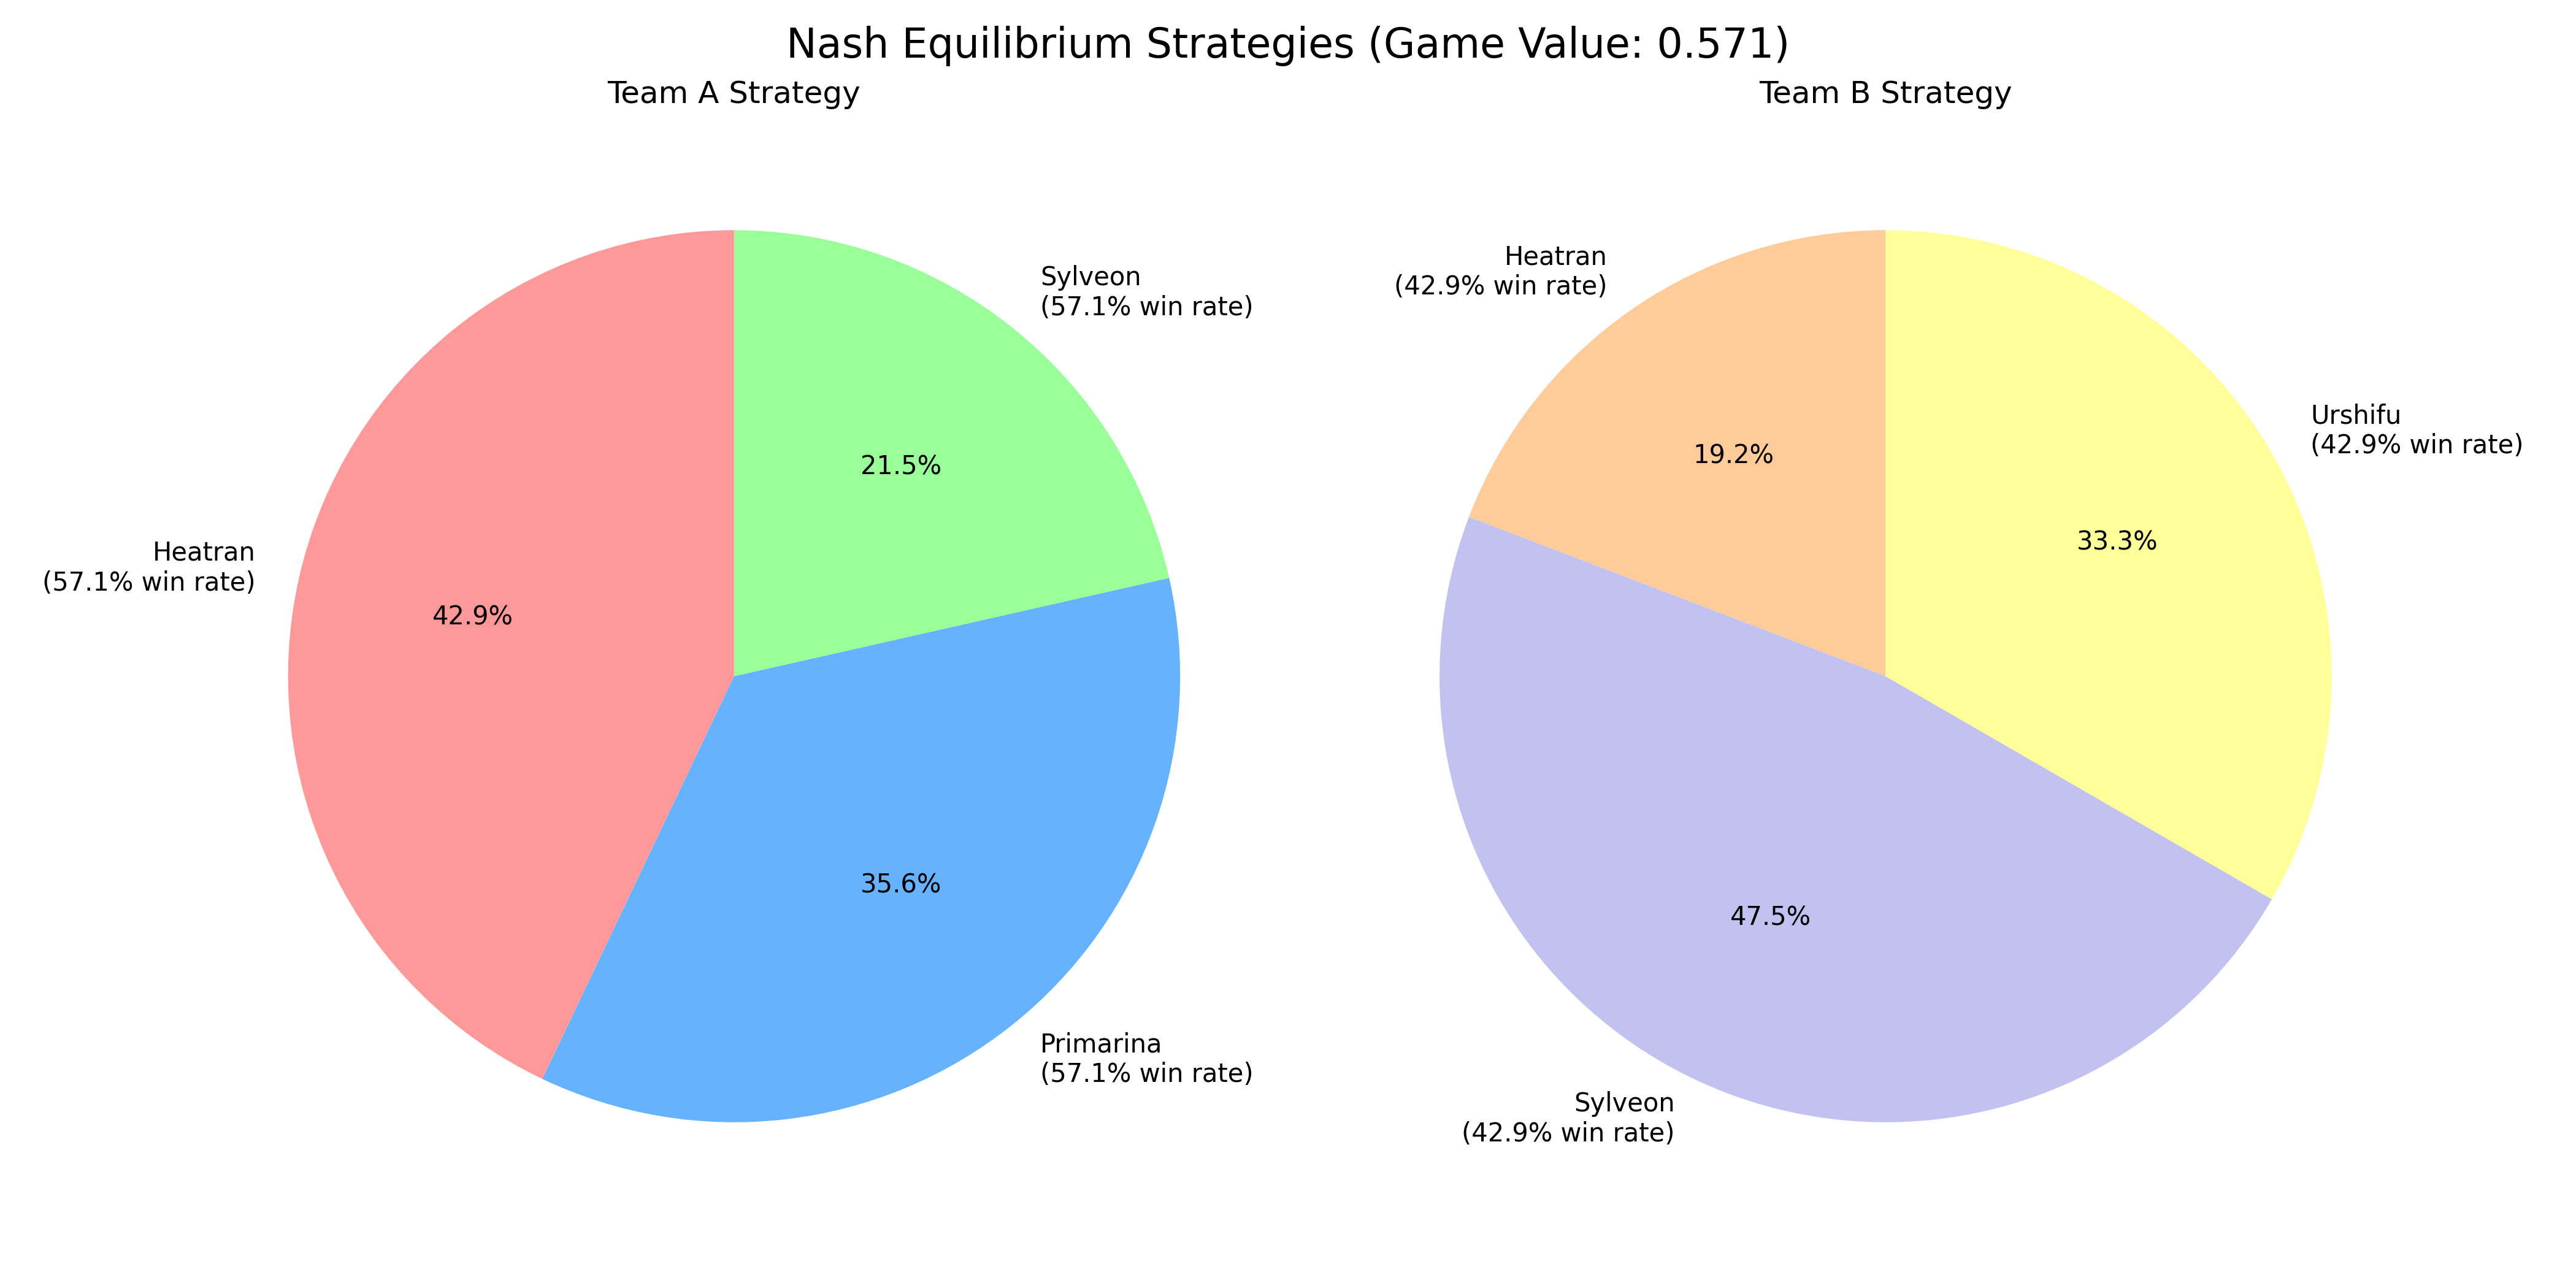 Nash Equilibrium Strategies (Game Value: 0.571)
Team A Strategy
Sylveon
(57.1% win rate)
21.5%
Heatran
(57.1% win rate)
42.9%
35.6%
Primarina
(57.1% win rate)
Team B Strategy
Heatran
(42.9% win rate)
19.2%
Urshifu
(42.9% win rate)
33.3%
47.5%
Sylveon
(42.9% win rate)